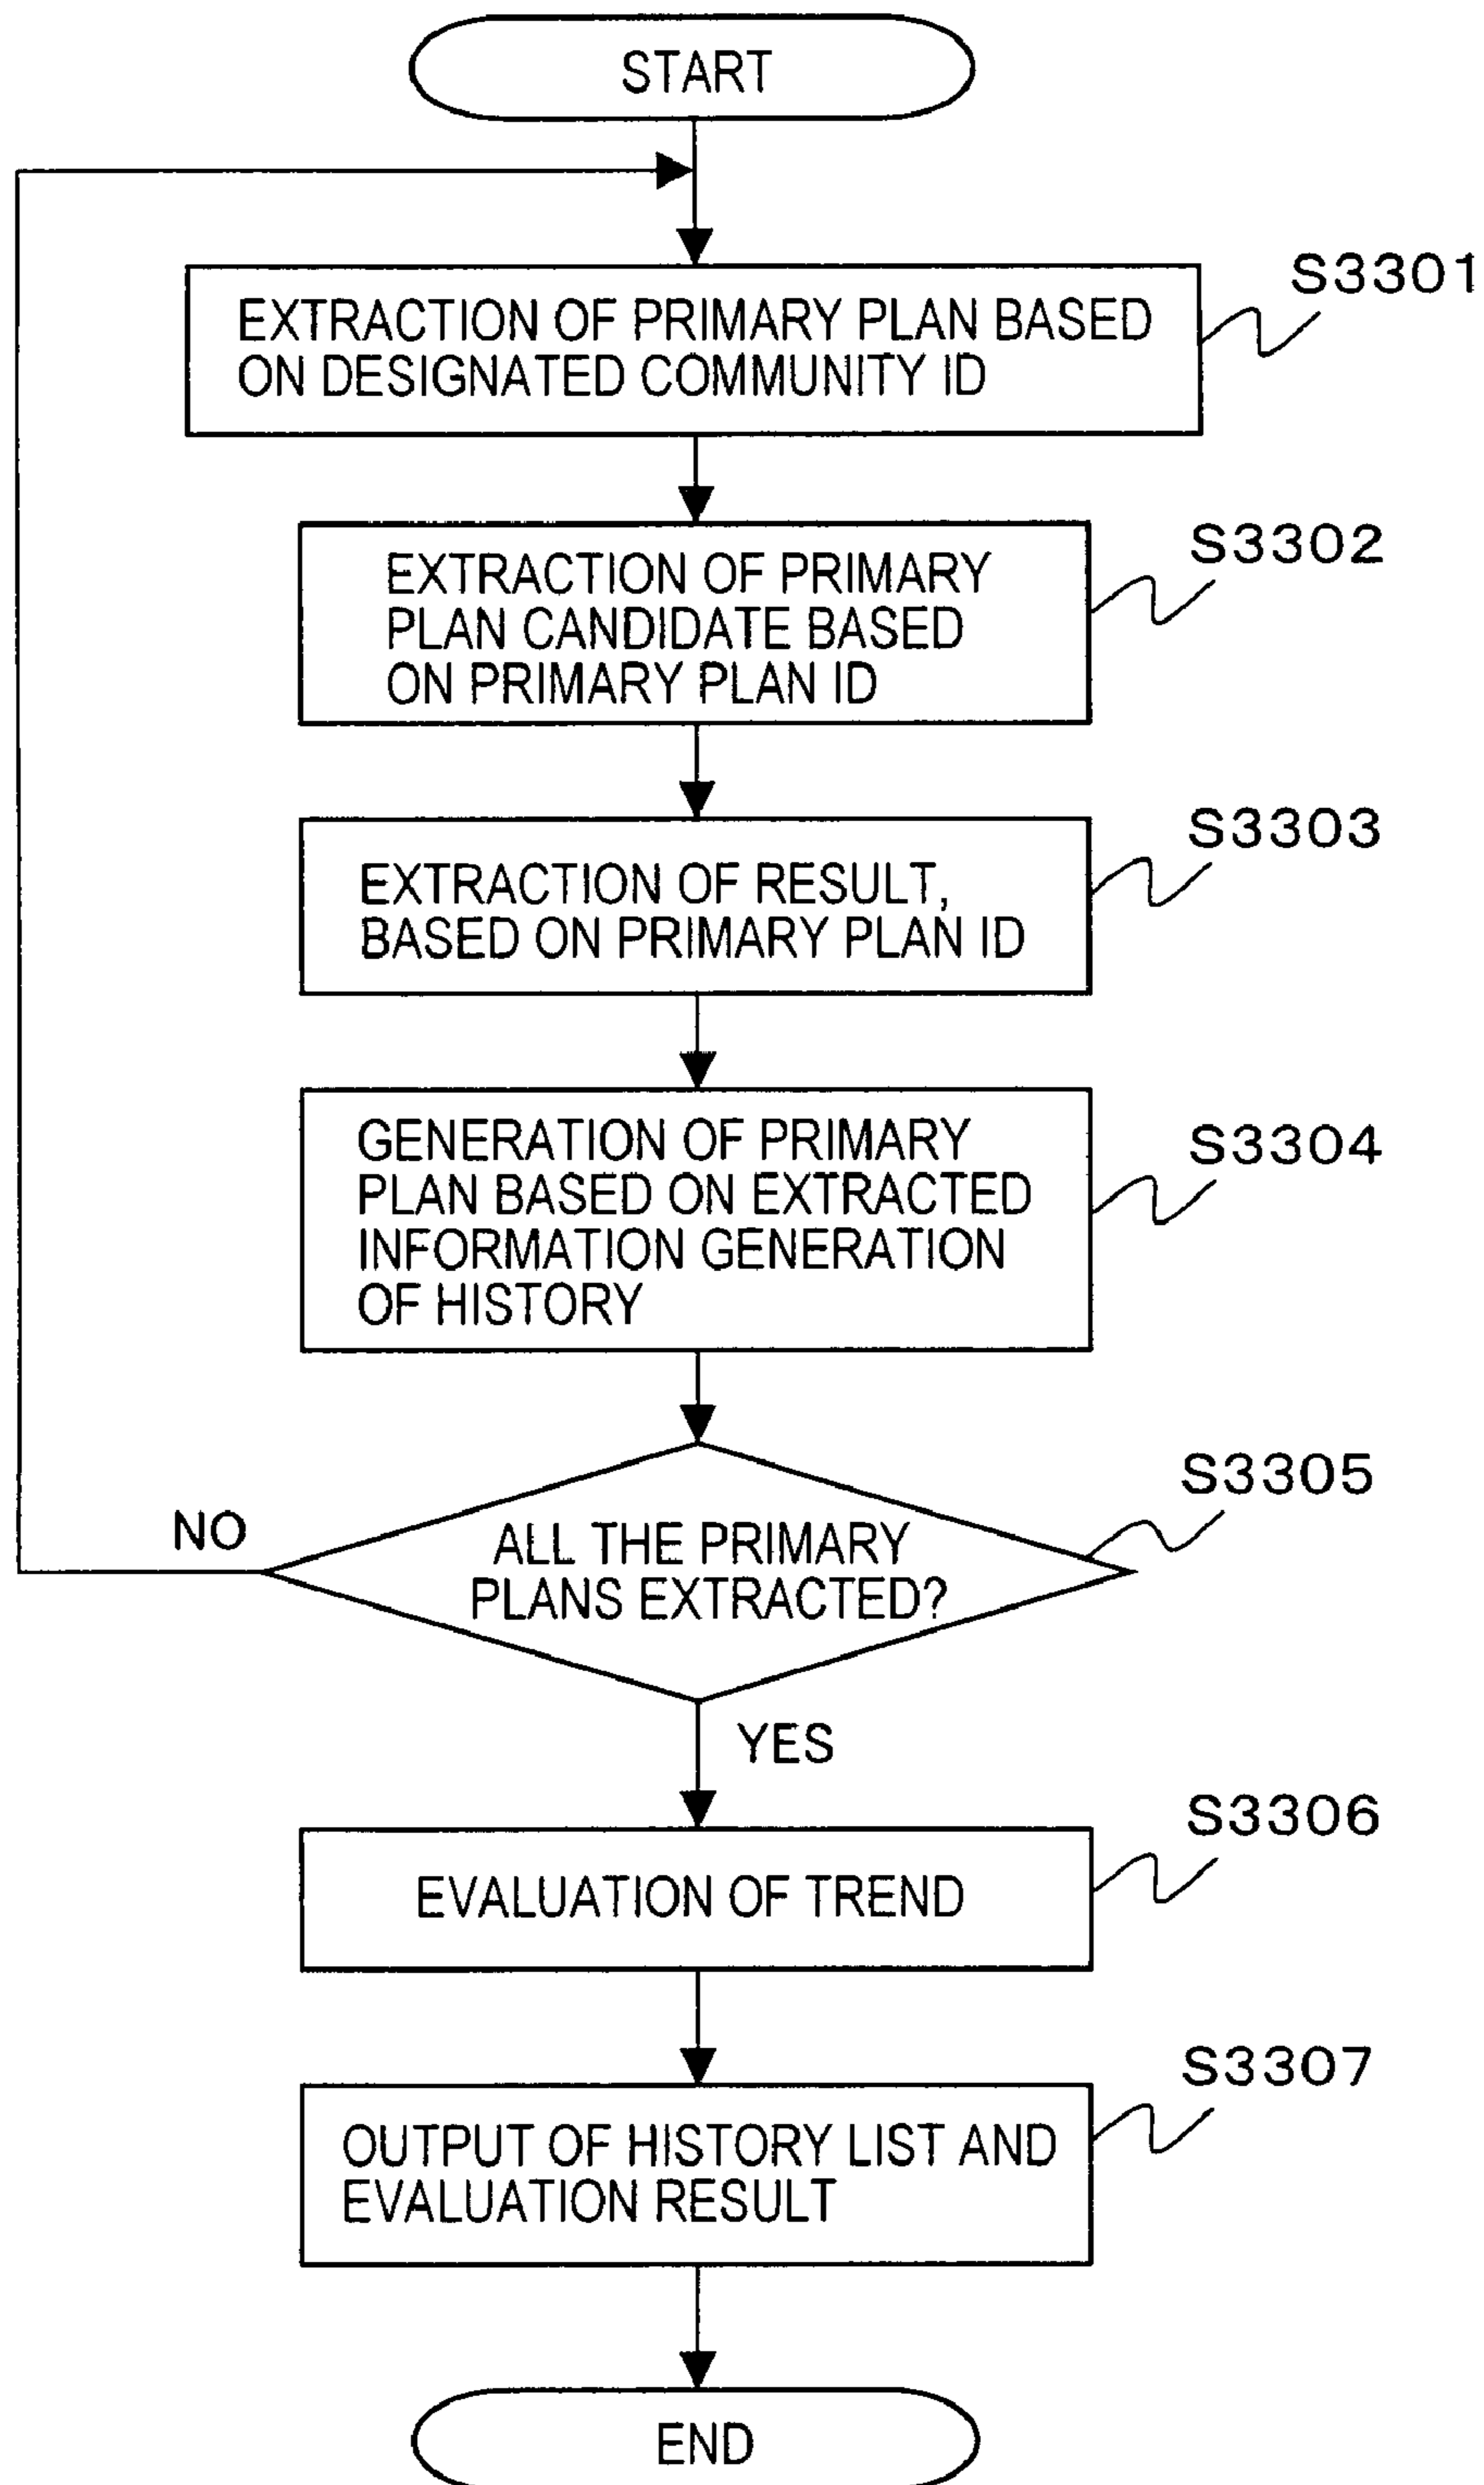 START
S3301
EXTRACTION OF PRIMARY PLAN BASED
ON DESIGNATED COMMUNITY ID
S3302
EXTRACTION OF PRIMARY
PLAN CANDIDATE BASED
ON PRIMARY PLAN ID
S3303
EXTRACTION OF RESULT,
BASED ON PRIMARY PLAN ID
S3304
GENERATION OF PRIMARY
PLAN BASED ON EXTRACTED
INFORMATION GENERATION
OF HISTORY
S3305
NO
ALL THE PRIMARY
PLANS EXTRACTED?
YES
S3306
EVALUATION OF TREND
S3307
OUTPUT OF HISTORY LIST AND
EVALUATION RESULT
END